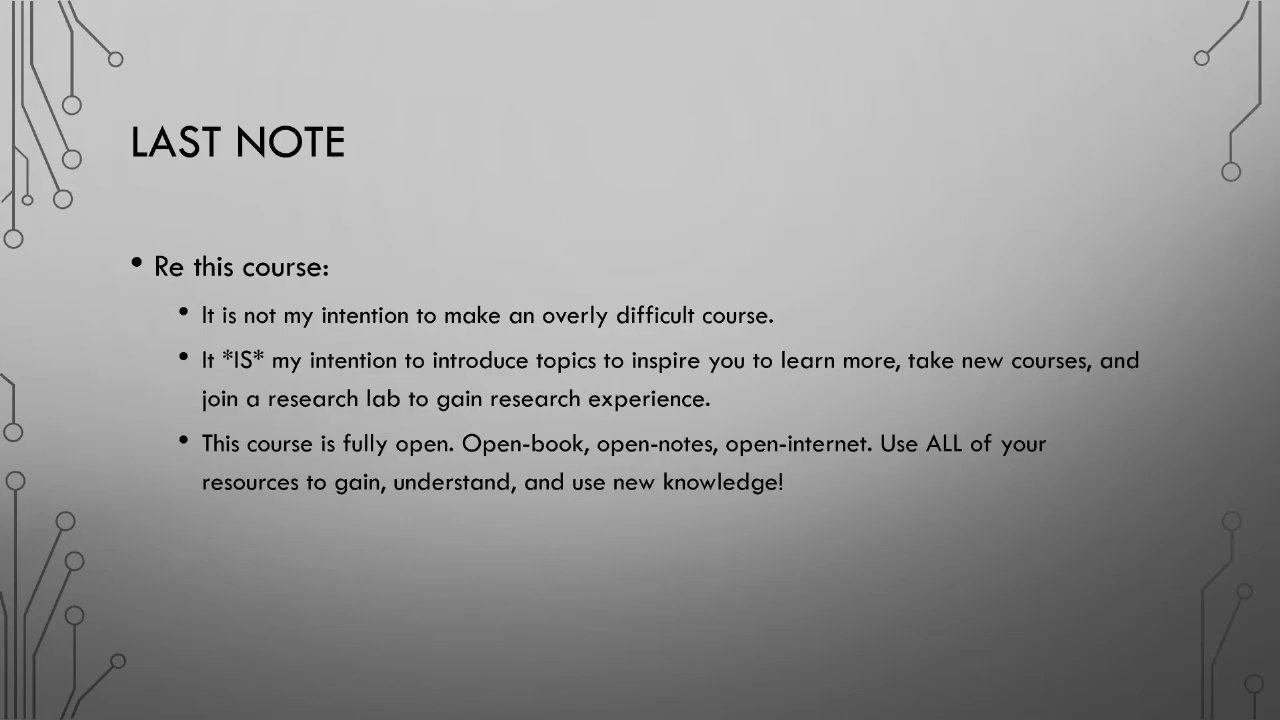 LAST NOTE
• Re this course:
• It is not my intention to make an overly difficult course.
• It *IS* my intention to introduce topics to inspire you to learn more, take new courses, and
join a research lab to gain research experience.
• This course is fully open. Open-book, open-notes, open-internet. Use ALL of your
resources to gain, understand, and use new knowledge!